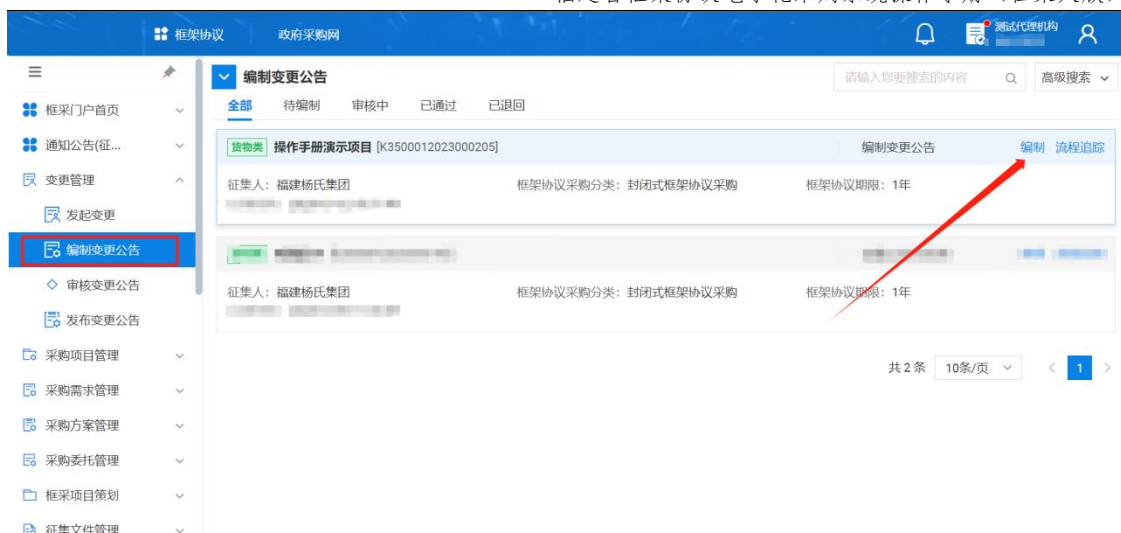 框架协议 政府采购网 测试代理机构
编制变更公告 请输入您要搜索的内容 高级搜索
全部 待编制 审核中 已通过 已退回
框采门户首页
通知公告(征...
变更管理
发起变更
编制变更公告
审核变更公告
发布变更公告
采购项目管理
采购需求管理
采购方案管理
采购委托管理
框采项目策划
征集文件管理
货物类 操作手册演示项目 [K3500012023000205] 编制变更公告 编制 流程追踪
征集人：福建杨氏集团 框架协议采购分类：封闭式框架协议采购 框架协议期限：1年
征集人：福建杨氏集团 框架协议采购分类：封闭式框架协议采购 框架协议期限：1年
共 2 条 10条/页 < 1 >